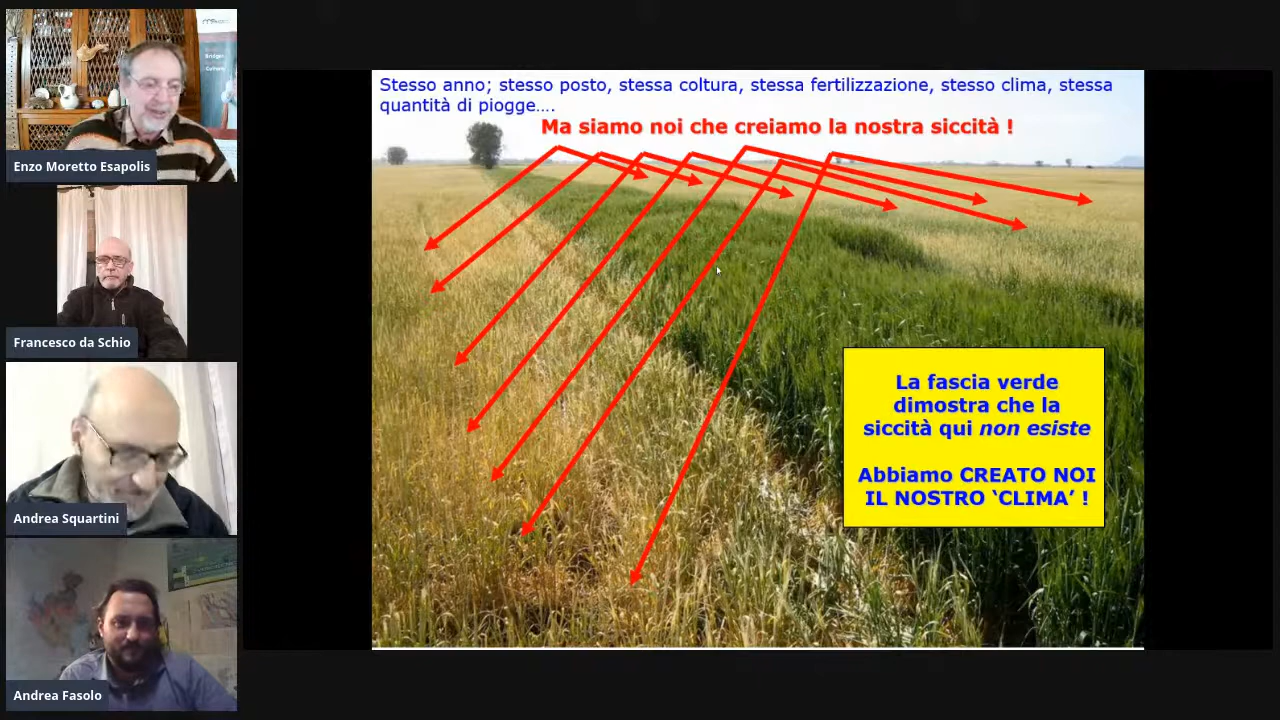 Stesso anno; stesso posto, stessa coltura, stessa fertilizzazione, stesso clima, stessa
quantità di piogge....
Ma siamo noi che creiamo la nostra siccità !
La fascia verde
dimostra che la
siccità qui non esiste
Abbiamo CREATO NOI
IL NOSTRO ‘CLIMA’ !
Enzo Moretto Esapolis
Francesco da Schio
Andrea Squartini
Andrea Fasolo